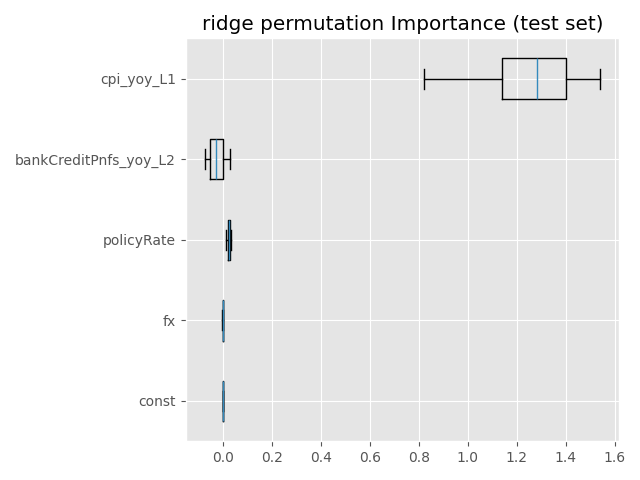 ridge permutation Importance (test set)
cpi_yoy_L1
bankCreditPnfs_yoy_L2
policyRate
fx
const
0.0 0.2 0.4 0.6 0.8 1.0 1.2 1.4 1.6